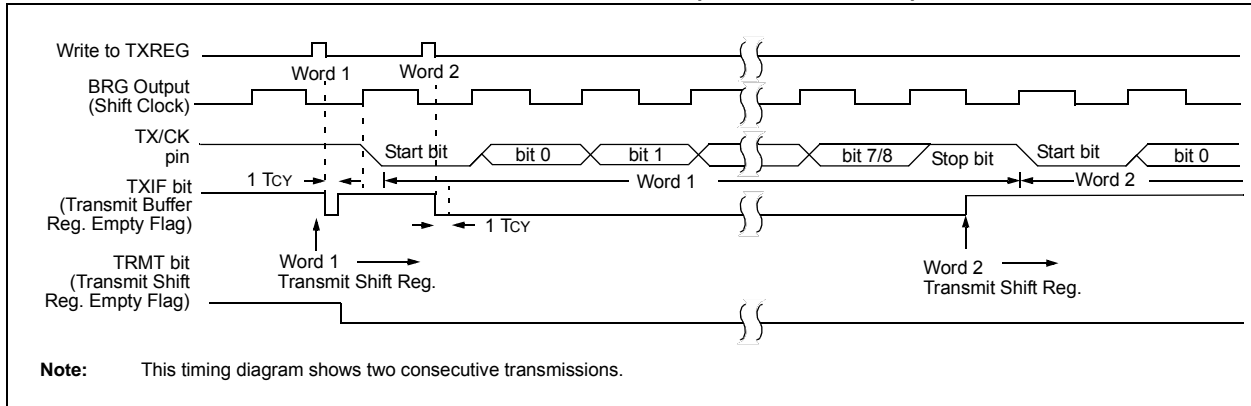 Write to TXREG
Word 1
Word 2
BRG Output
(Shift Clock)
TX/CK
pin
Start bit
bit 0
bit 1
bit 7/8
Stop bit
Start bit
bit 0
1 TCY
Word 1
Word 2
TXIF bit
(Transmit Buffer
Reg. Empty Flag)
1 TCY
Word 1
Transmit Shift Reg.
Word 2
Transmit Shift Reg.
TRMT bit
(Transmit Shift
Reg. Empty Flag)
Note: This timing diagram shows two consecutive transmissions.